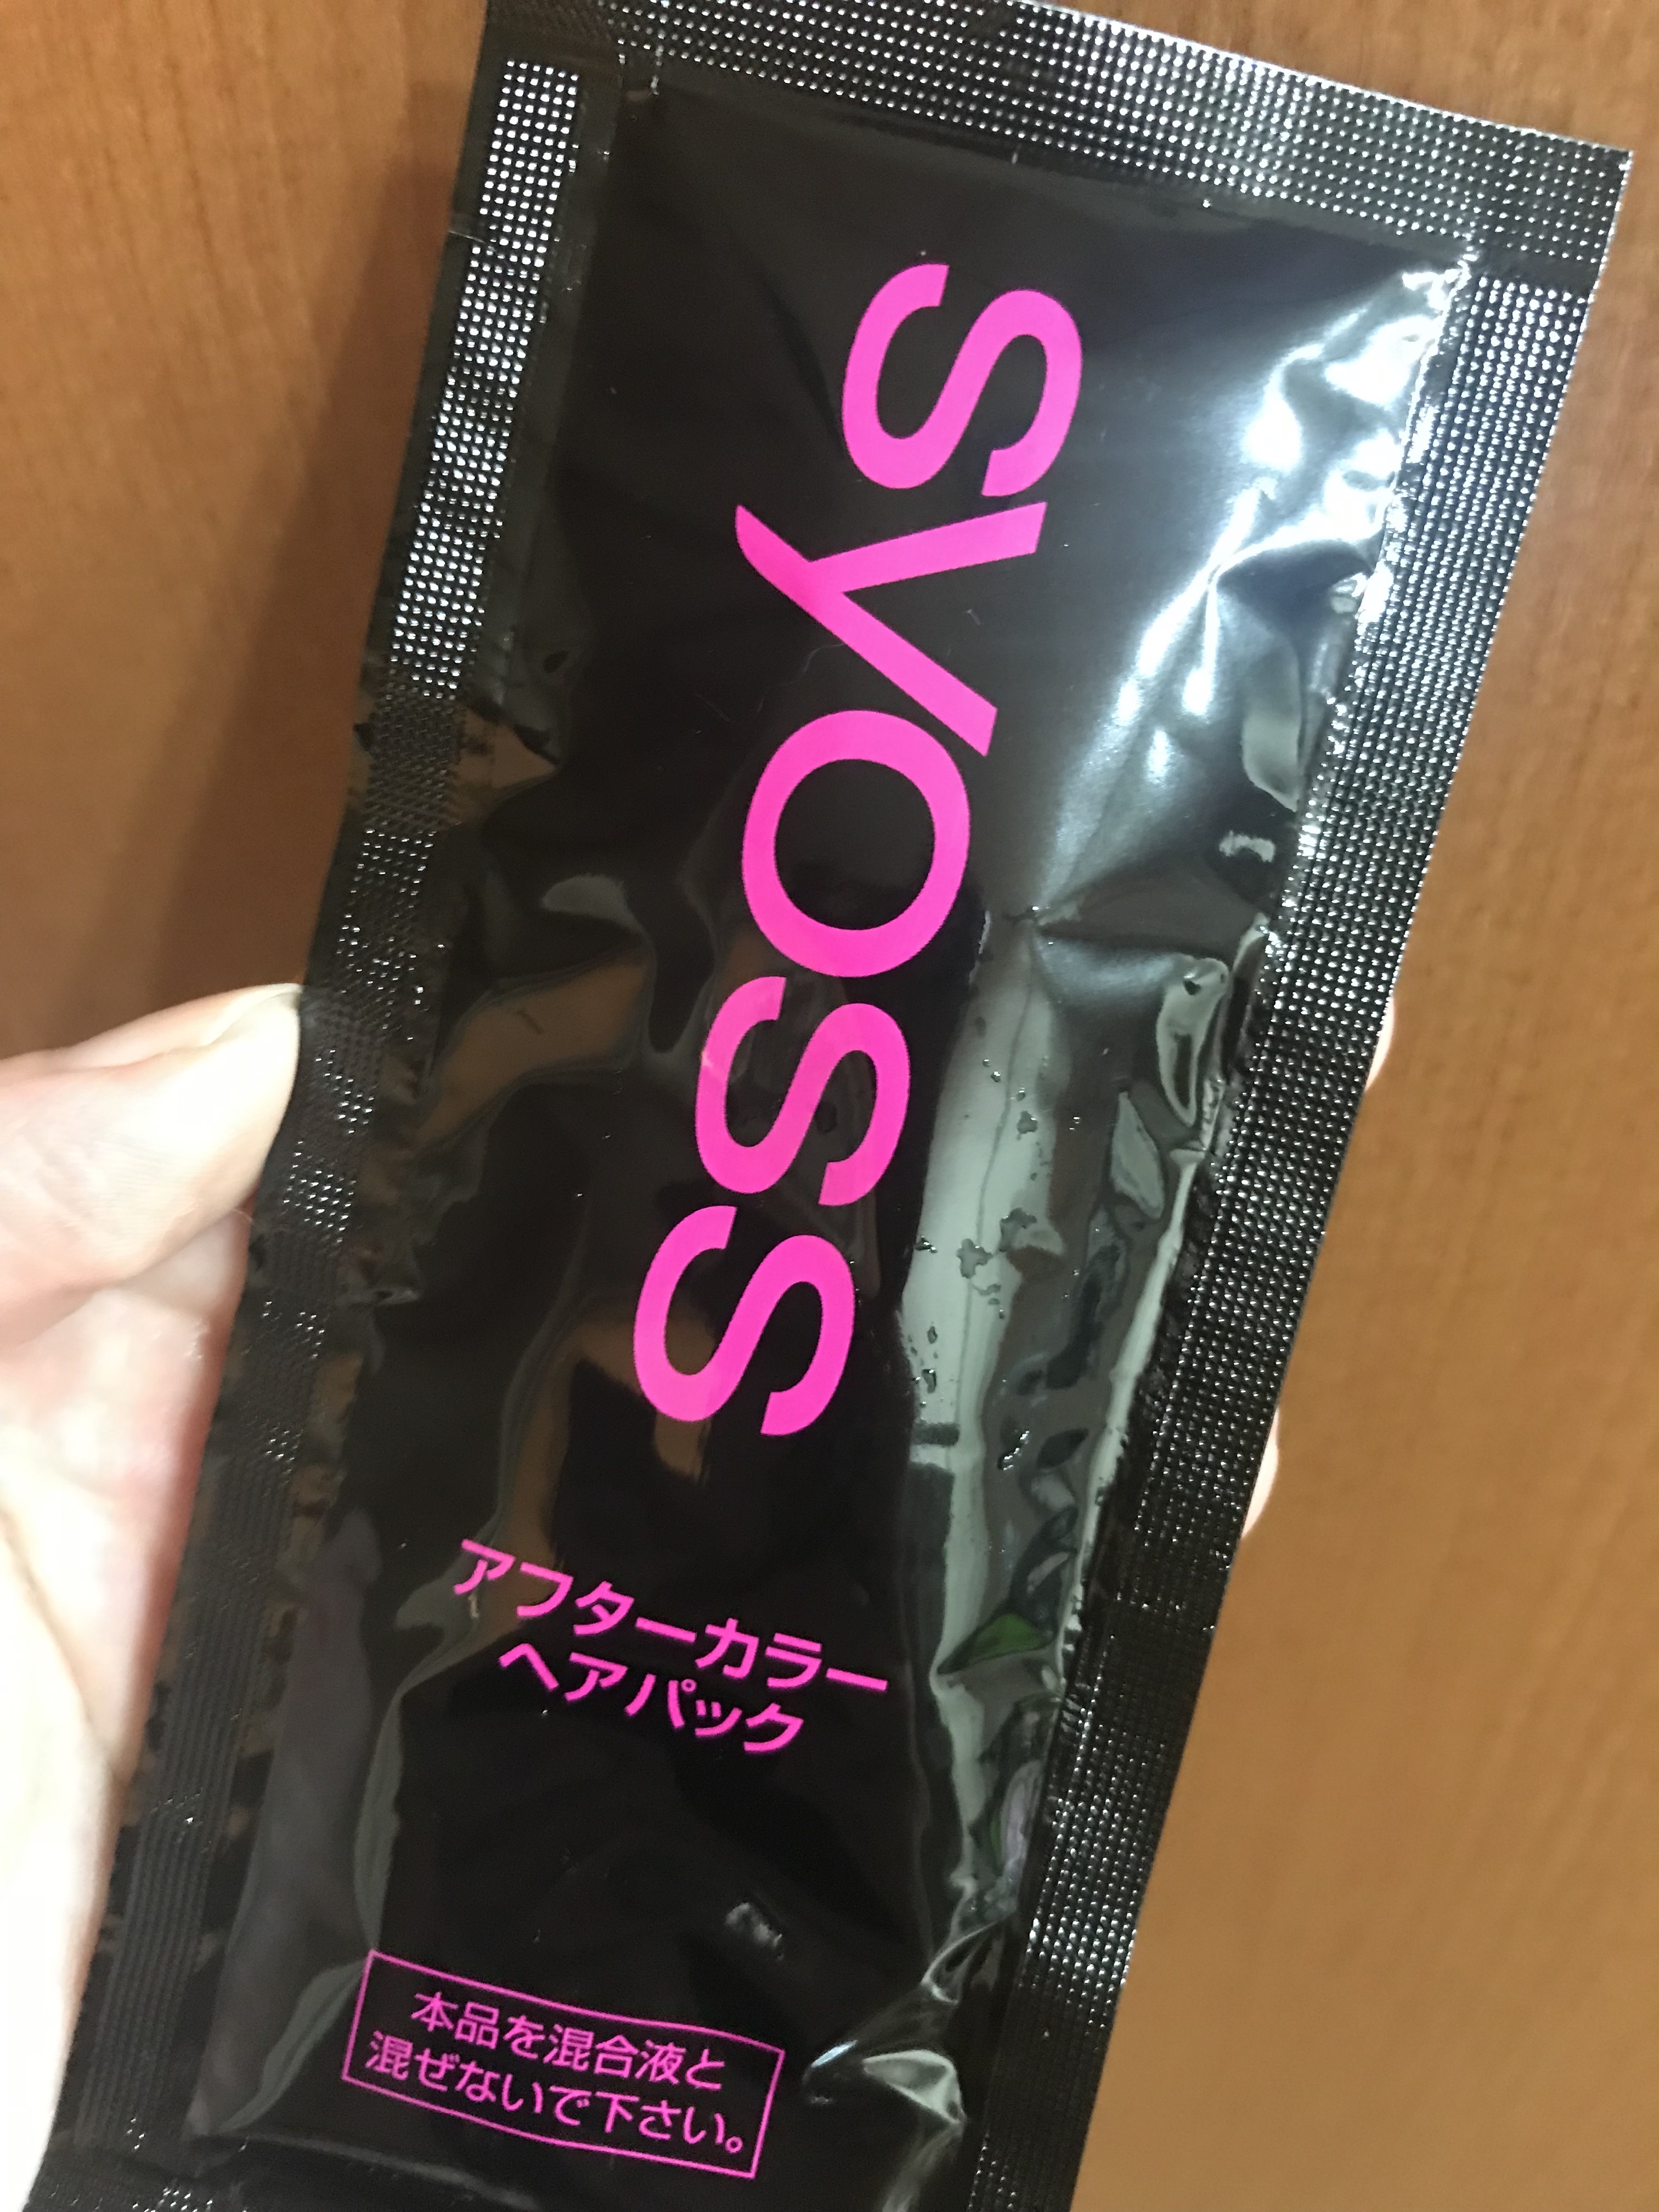 syoss
アフターカラー
ヘアパック
本品を混合液と
混ぜないで下さい。